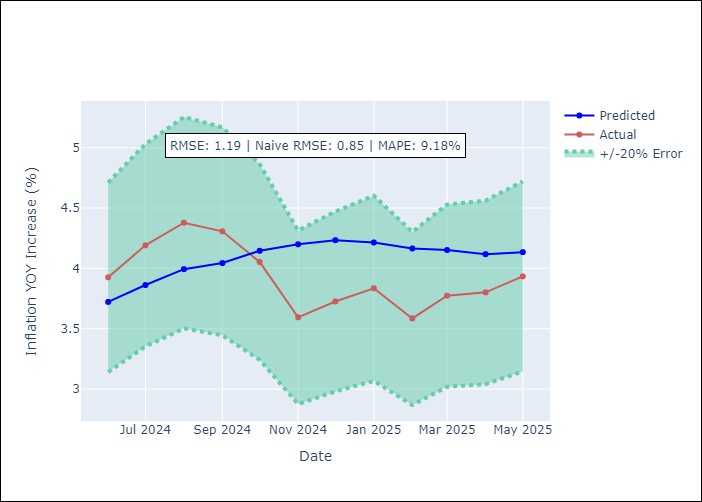 Predicted
Actual
+/-20% Error
RMSE: 1.19 | Naive RMSE: 0.85 | MAPE: 9.18%
Inflation YOY Increase (%)
5
4.5
4
3.5
3
Jul 2024
Sep 2024
Nov 2024
Jan 2025
Mar 2025
May 2025
Date